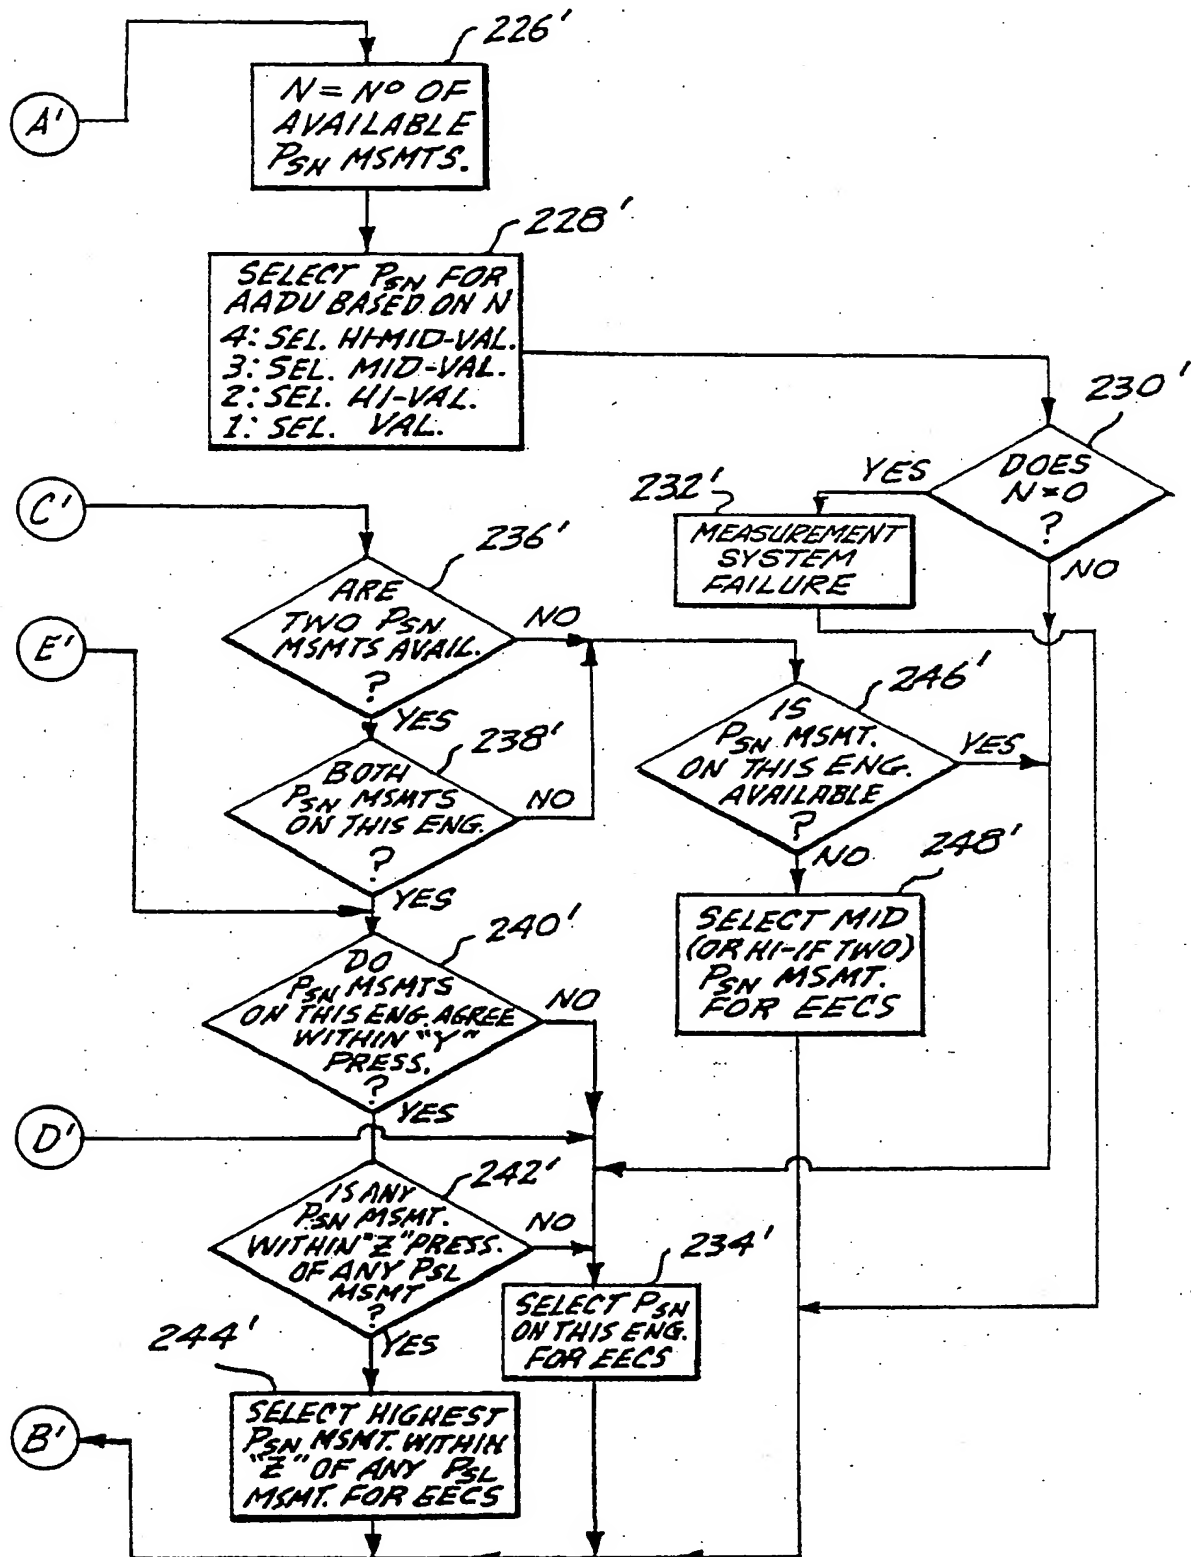 226'
A'
N = Nº OF
AVAILABLE
PSN MSMTS.
228'
SELECT PSN FOR
AADU BASED ON N
4: SEL. HI-MID-VAL.
3: SEL. MID-VAL.
2: SEL. HI-VAL.
1: SEL. VAL.
230'
DOES
N=0
?
YES
NO
232'
MEASUREMENT
SYSTEM
FAILURE
C'
236'
ARE
TWO PSN
MSMTS AVAIL.
?
NO
YES
E'
238'
BOTH
PSN MSMTS
ON THIS ENG.
?
NO
YES
246'
IS
PSN MSMT.
ON THIS ENG.
AVAILABLE
?
YES
NO
248'
SELECT MID
(OR HI-IF TWO)
PSN MSMT.
FOR EECS
240'
DO
PSN MSMTS
ON THIS ENG. AGREE
WITHIN "Y"
PRESS.
?
NO
YES
D'
242'
IS ANY
PSN MSMT.
WITHIN "Z" PRESS.
OF ANY PSL
MSMT
?
NO
YES
234'
SELECT PSN
ON THIS ENG.
FOR EECS
244'
SELECT HIGHEST
PSN MSMT. WITHIN
"Z" OF ANY PSL
MSMT. FOR EECS
B'